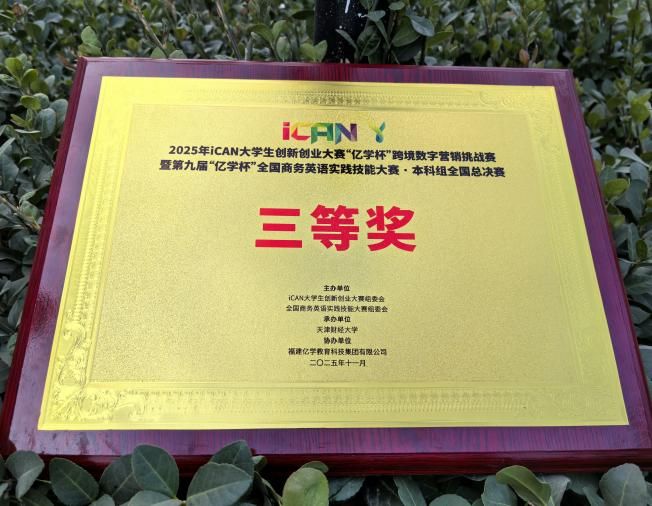 iCAN
2025年iCAN大学生创新创业大赛“亿学杯”跨境数字营销挑战赛
暨第九届“亿学杯”全国商务英语实践技能大赛·本科组全国总决赛
三等奖
主办单位
iCAN大学生创新创业大赛组委会
全国商务英语实践技能大赛组委会
承办单位
天津财经大学
协办单位
福建亿学教育科技集团有限公司
二〇二五年十一月